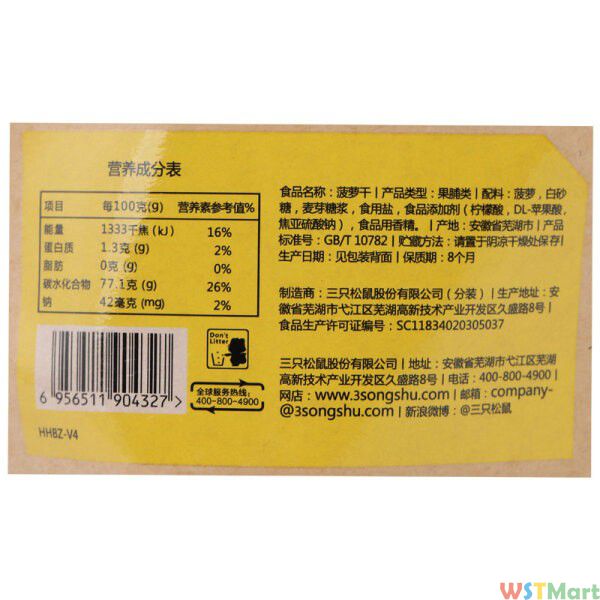 营养成分表
项目 每100克(g) 营养素参考值%
能量 1333千焦 (kJ) 16%
蛋白质 1.3克 (g) 2%
脂肪 0克 (g) 0%
碳水化合物 77.1克 (g) 26%
钠 42毫克 (mg) 2%
Don't
Litter
6 956511 904327 >
全球服务热线:
400-800-4900
HHBZ-V4
食品名称：菠萝干 | 产品类型：果脯类 | 配料：菠萝，白砂
糖，麦芽糖浆，食用盐，食品添加剂（柠檬酸，DL-苹果酸，
焦亚硫酸钠），食用香精。 | 产地：安徽省芜湖市 | 产品
标准号：GB/T 10782 | 贮藏方法：请置于阴凉干燥处保存|
生产日期：见包装背面 | 保质期：8个月
制造商：三只松鼠股份有限公司（分装） | 生产地址：安
徽省芜湖市弋江区芜湖高新技术产业开发区久盛路8号 |
食品生产许可证编号：SC11834020305037
三只松鼠股份有限公司 | 地址：安徽省芜湖市弋江区芜湖
高新技术产业开发区久盛路8号 | 电话：400-800-4900 |
网店：www.3songshu.com | 邮箱：company-
@3songshu.com | 新浪微博：@三只松鼠
WSTMart